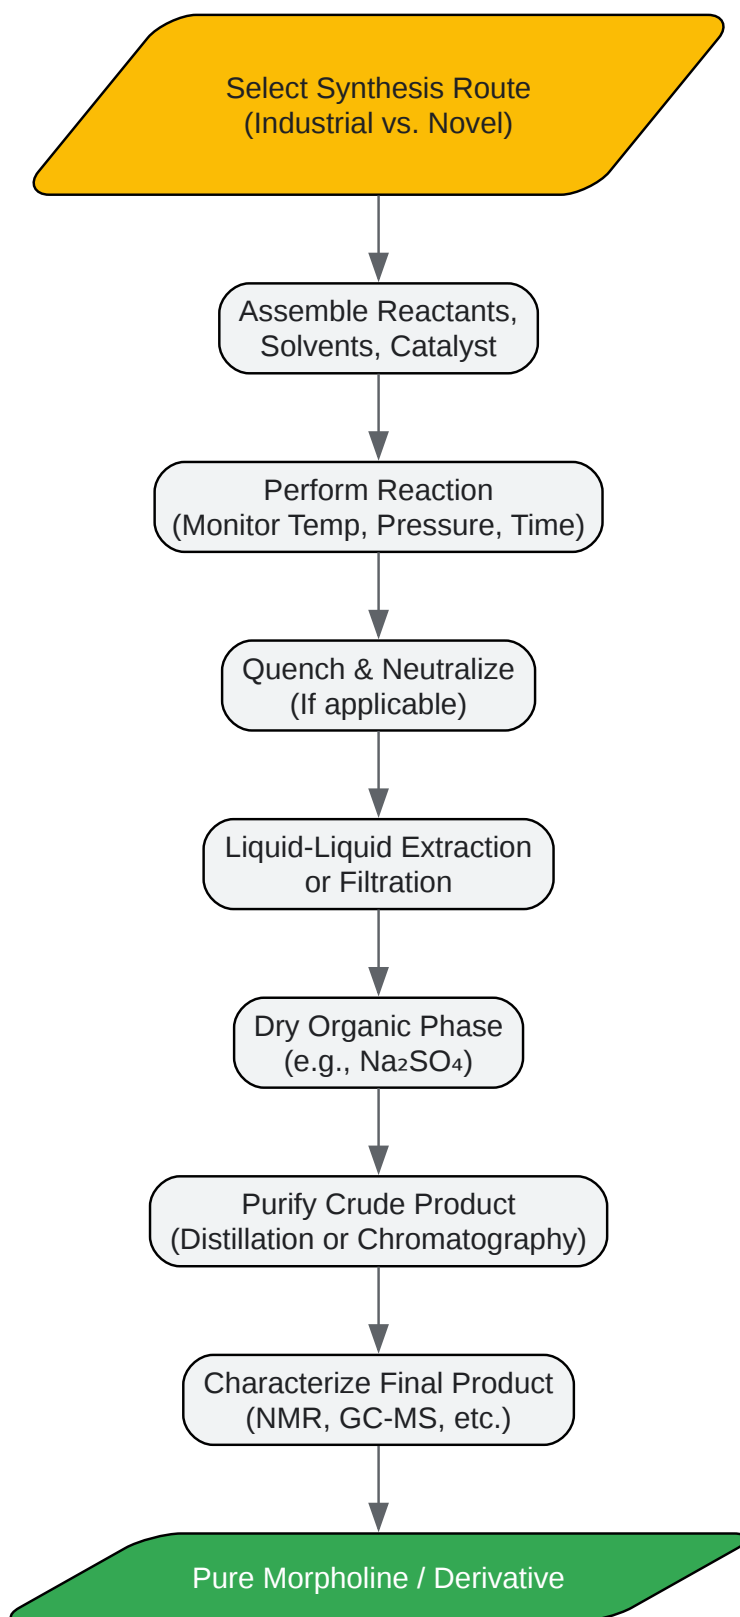 Select Synthesis Route
(Industrial vs. Novel)
Assemble Reactants,
Solvents, Catalyst
Perform Reaction
(Monitor Temp, Pressure, Time)
Quench & Neutralize
(If applicable)
Liquid-Liquid Extraction
or Filtration
Dry Organic Phase
(e.g., Na₂SO₄)
Purify Crude Product
(Distillation or Chromatography)
Characterize Final Product
(NMR, GC-MS, etc.)
Pure Morpholine / Derivative